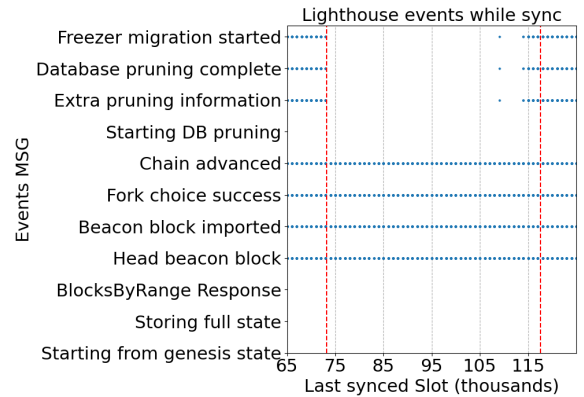 Lighthouse events while sync
Events MSG
Freezer migration started
Database pruning complete
Extra pruning information
Starting DB pruning
Chain advanced
Fork choice success
Beacon block imported
Head beacon block
BlocksByRange Response
Storing full state
Starting from genesis state
65 75 85 95 105 115
Last synced Slot (thousands)